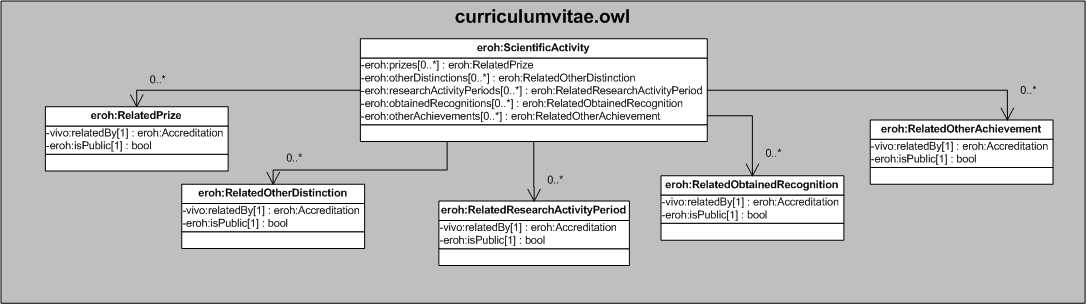 curriculumvitae.owl
eroh:ScientificActivity
-eroh:prizes[0..*] : eroh:RelatedPrize
-eroh:otherDistinctions[0..*] : eroh:RelatedOtherDistinction
-eroh:researchActivityPeriods[0..*] : eroh:RelatedResearchActivityPeriod
-eroh:obtainedRecognitions[0..*] : eroh:RelatedObtainedRecognition
-eroh:otherAchievements[0..*] : eroh:RelatedOtherAchievement
0..*
eroh:RelatedPrize
-vivo:relatedBy[1] : eroh:Accreditation
-eroh:isPublic[1] : bool
0..*
eroh:RelatedOtherDistinction
-vivo:relatedBy[1] : eroh:Accreditation
-eroh:isPublic[1] : bool
0..*
eroh:RelatedResearchActivityPeriod
-vivo:relatedBy[1] : eroh:Accreditation
-eroh:isPublic[1] : bool
0..*
eroh:RelatedObtainedRecognition
-vivo:relatedBy[1] : eroh:Accreditation
-eroh:isPublic[1] : bool
0..*
eroh:RelatedOtherAchievement
-vivo:relatedBy[1] : eroh:Accreditation
-eroh:isPublic[1] : bool